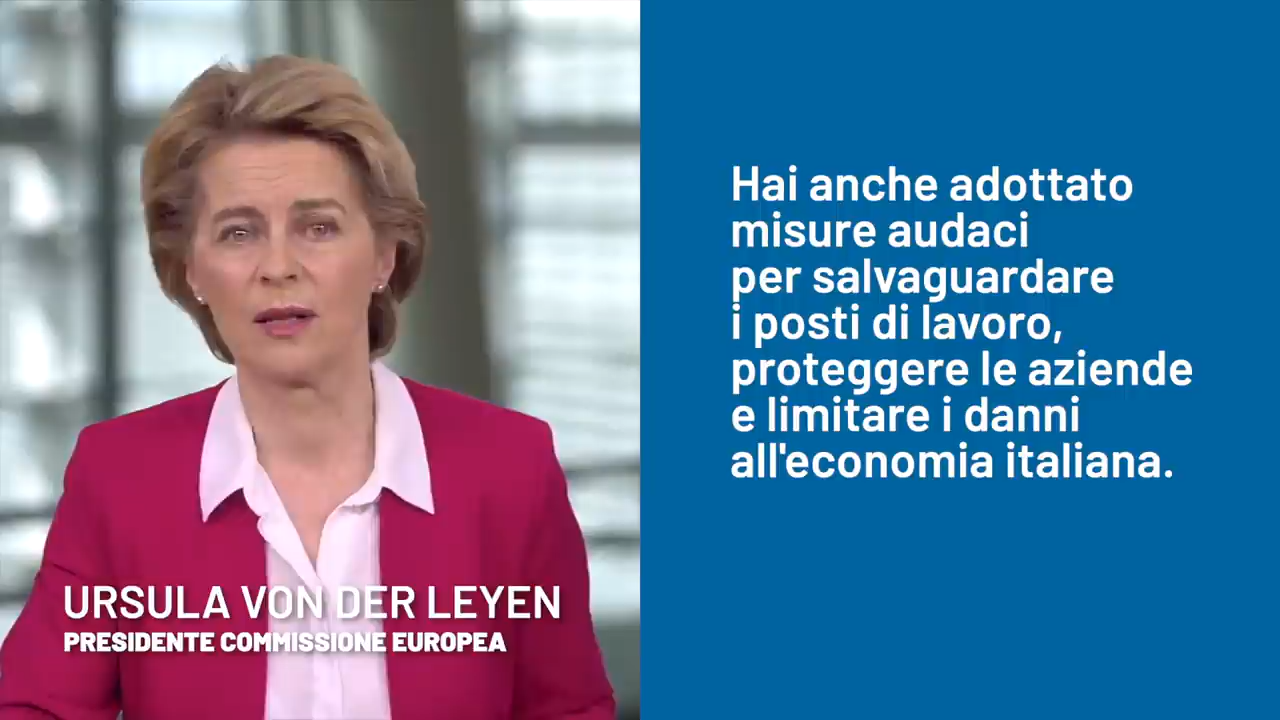 URSULA VON DER LEYEN
PRESIDENTE COMMISSIONE EUROPEA
Hai anche adottato
misure audaci
per salvaguardare
i posti di lavoro,
proteggere le aziende
e limitare i danni
all'economia italiana.